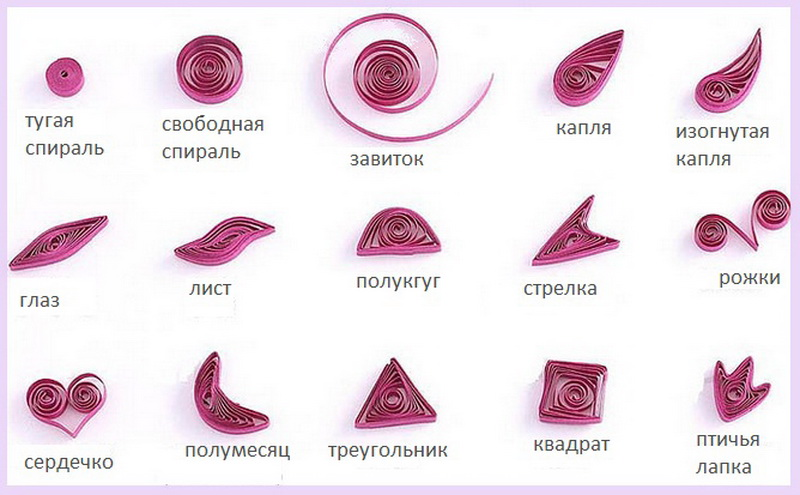 тугая
спираль
свободная
спираль
завиток
капля
изогнутая
капля
глаз
лист
полукгуг
стрелка
рожки
сердечко
полумесяц
треугольник
квадрат
птичья
лапка